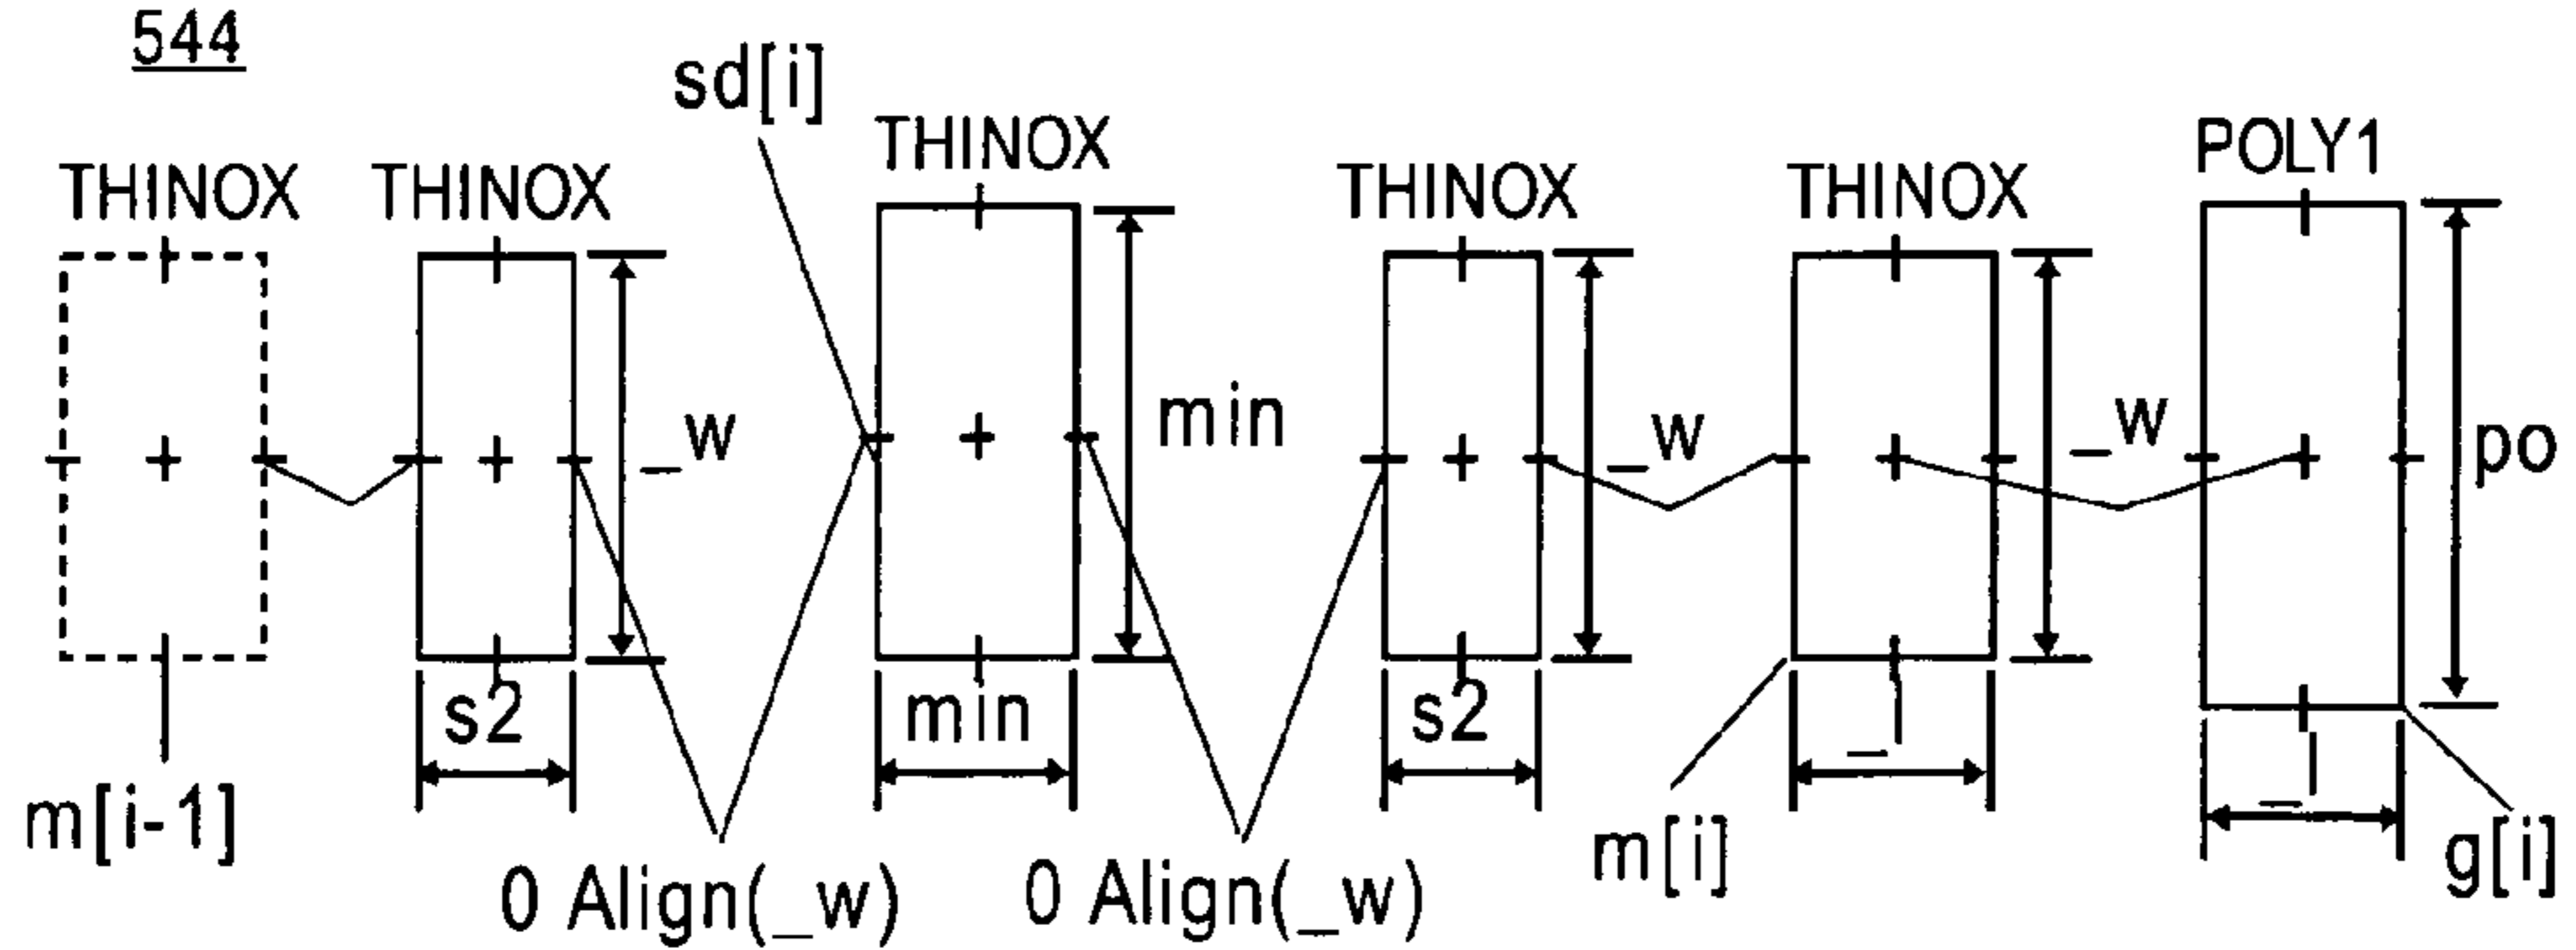 544
sd[i]
THINOX
THINOX
THINOX
THINOX
THINOX
POLY1
_w
min
_w
_w
po
s2
min
s2
_l
_l
m[i-1]
0 Align(_w)
0 Align(_w)
m[i]
g[i]